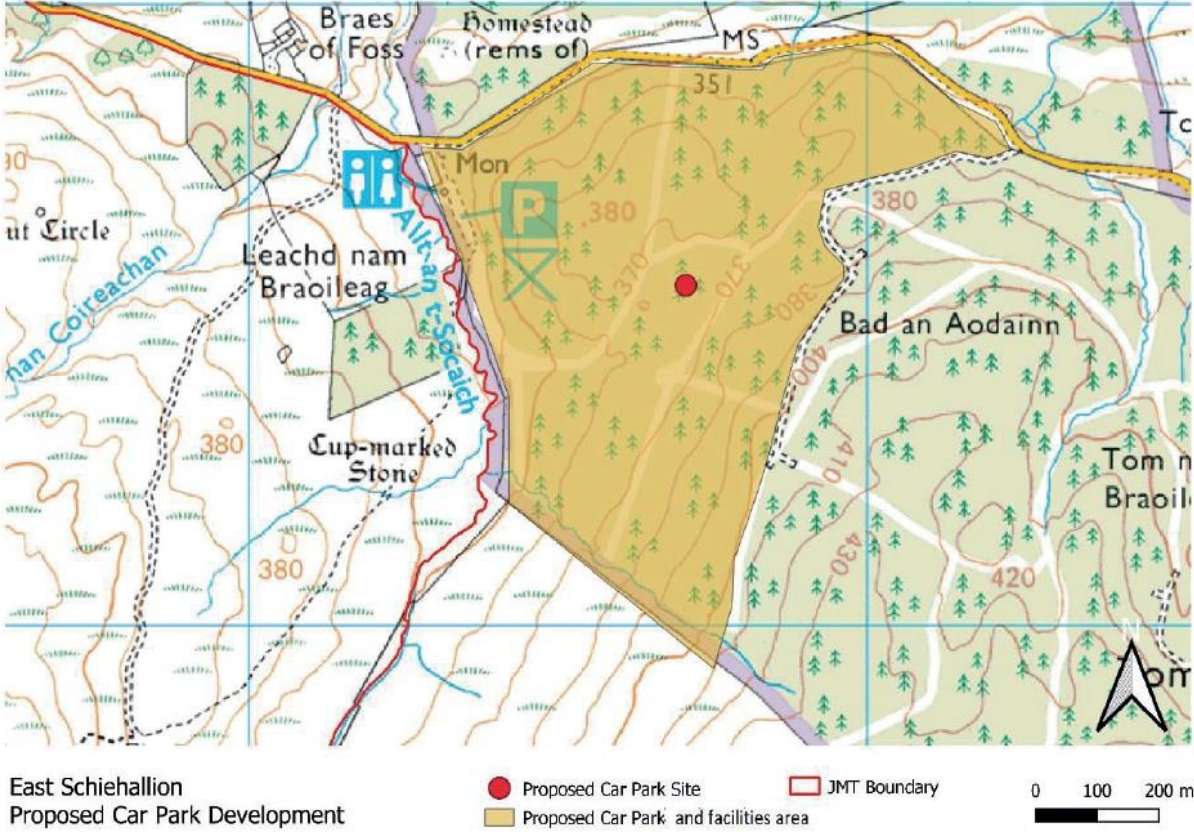 Braes
of Foss
Homestead
(rems of)
MS
351
Mon
P
380
380
ut Circle
Leachd nam
Braoileag
Allt an t-Socaich
nan Coireachan
370
370
380
400
Bad an Aodainn
380
Cup-marked
Stone
410
Tom n
Braoil
380
430
420
N
om
East Schiehallion
Proposed Car Park Development
Proposed Car Park Site
JMT Boundary
Proposed Car Park and facilities area
0 100 200 m